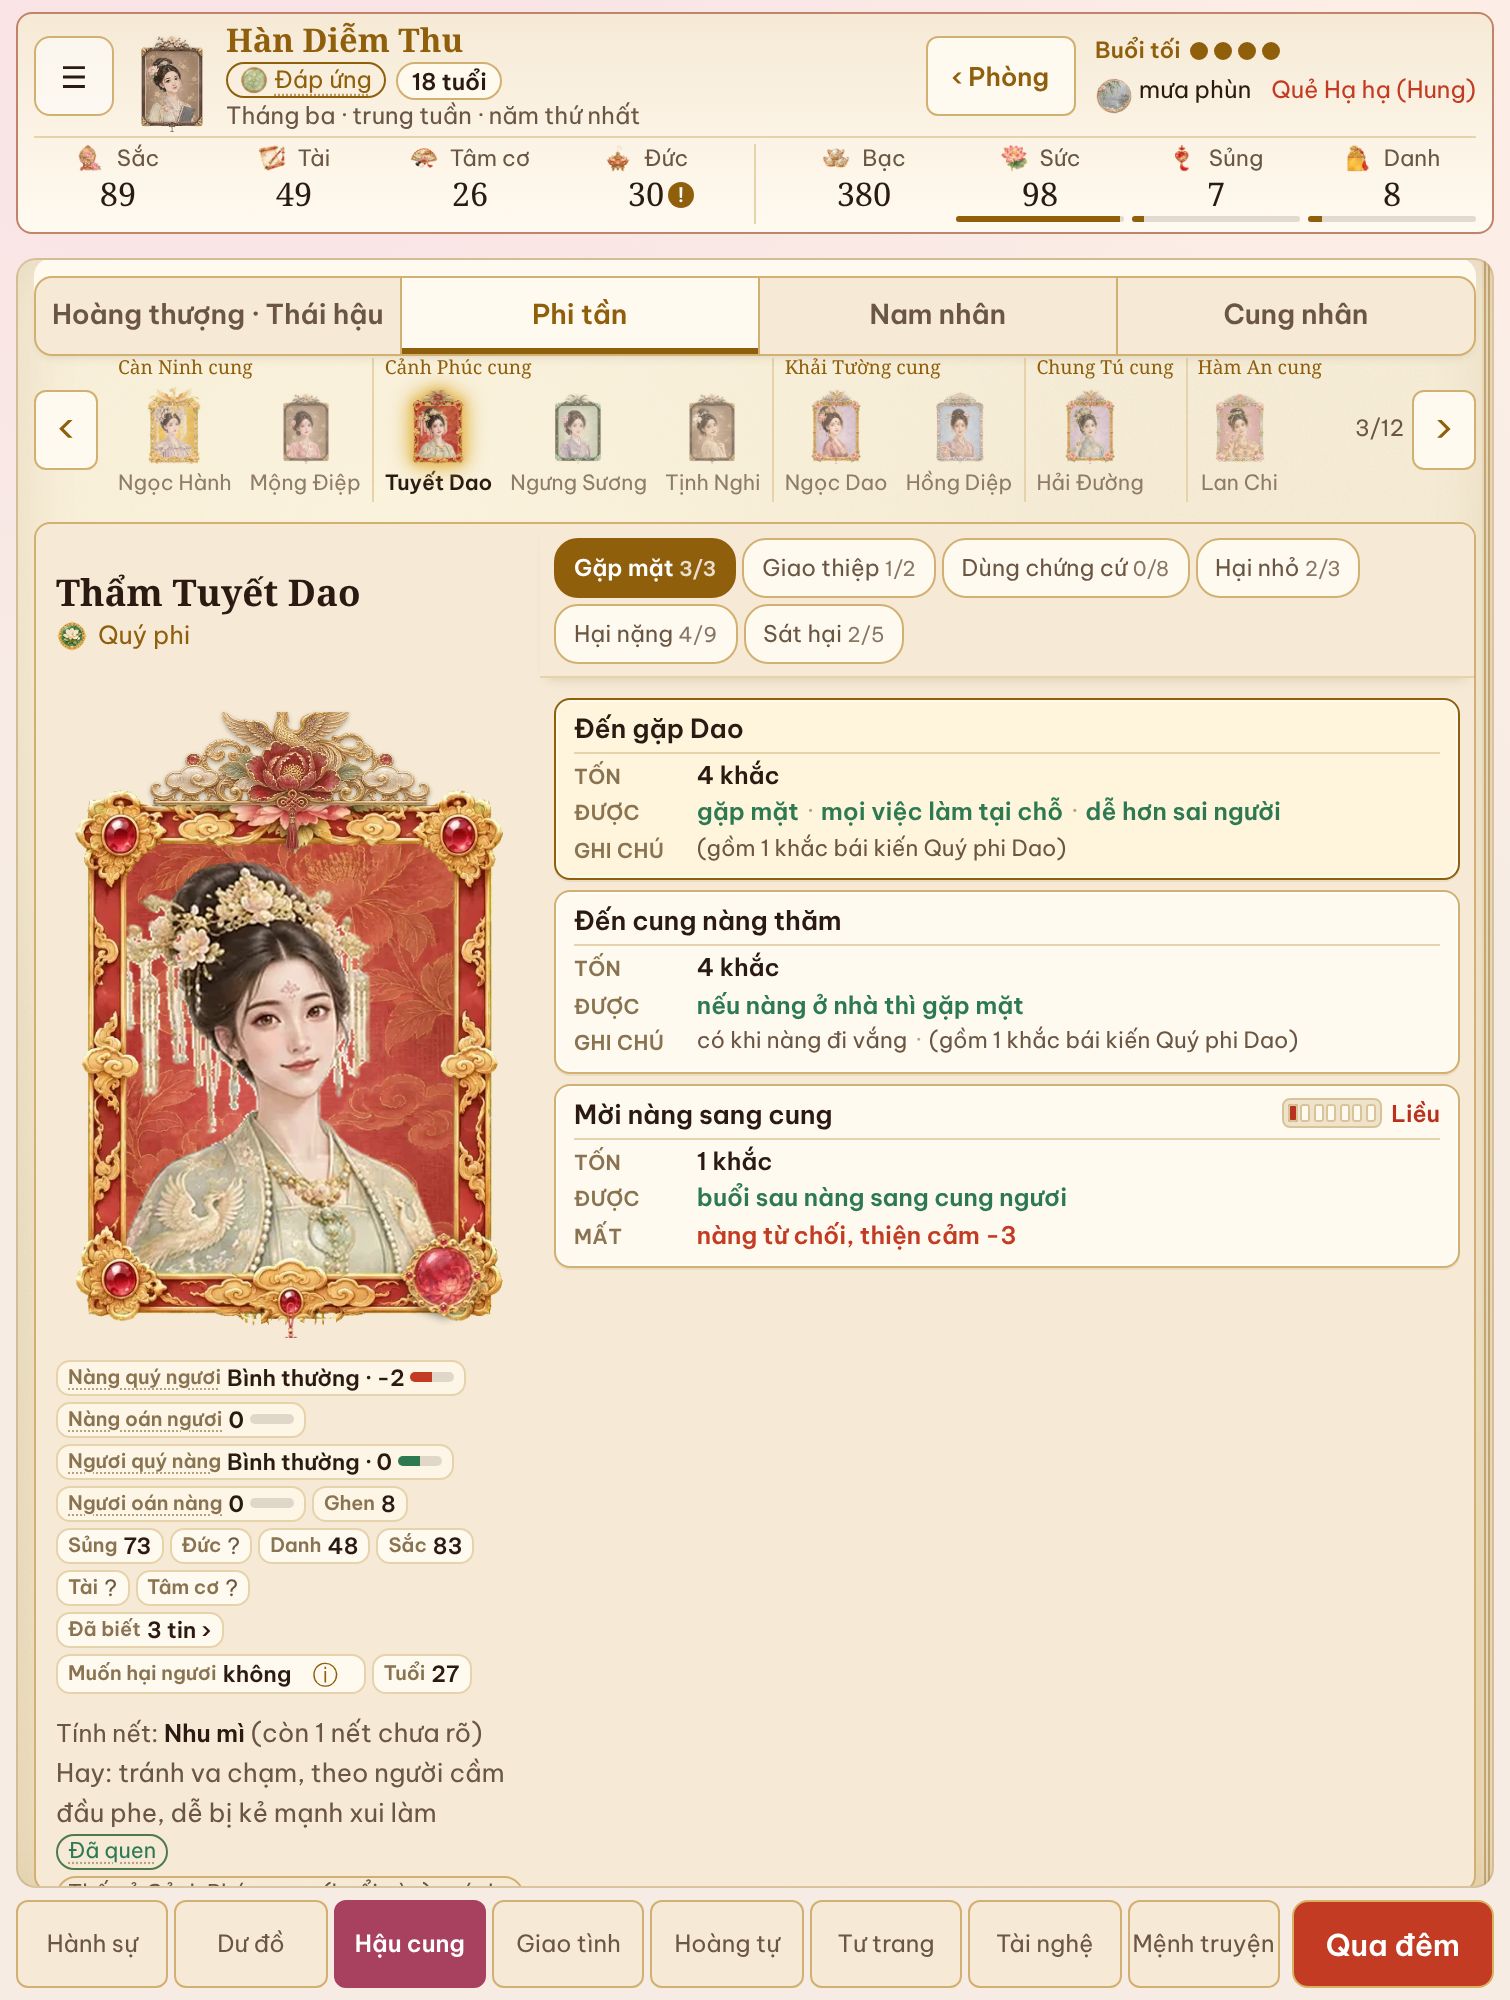 ☰
Hàn Diễm Thu
Đáp ứng 18 tuổi
Tháng ba · trung tuần · năm thứ nhất
‹ Phòng
Buổi tối
mưa phùn Quẻ Hạ hạ (Hung)
Sắc Tài Tâm cơ Đức Bạc Sức Sủng Danh
89 49 26 30 ! 380 98 7 8
Hoàng thượng · Thái hậu Phi tần Nam nhân Cung nhân
Càn Ninh cung Cảnh Phúc cung Khải Tường cung Chung Tú cung Hàm An cung
‹ 3/12 ›
Ngọc Hành Mộng Điệp Tuyết Dao Ngưng Sương Tịnh Nghi Ngọc Dao Hồng Diệp Hải Đường Lan Chi
Thẩm Tuyết Dao
Quý phi
Nàng quý ngươi Bình thường · -2
Nàng oán ngươi 0
Ngươi quý nàng Bình thường · 0
Ngươi oán nàng 0 Ghen 8
Sủng 73 Đức ? Danh 48 Sắc 83
Tài ? Tâm cơ ?
Đã biết 3 tin ›
Muốn hại ngươi không ⓘ Tuổi 27
Tính nết: Nhu mì (còn 1 nết chưa rõ)
Hay: tránh va chạm, theo người cầm
đầu phe, dễ bị kẻ mạnh xui làm
Đã quen
Gặp mặt 3/3 Giao thiệp 1/2 Dùng chứng cứ 0/8 Hại nhỏ 2/3
Hại nặng 4/9 Sát hại 2/5
Đến gặp Dao
TỐN 4 khắc
ĐƯỢC gặp mặt · mọi việc làm tại chỗ · dễ hơn sai người
GHI CHÚ (gồm 1 khắc bái kiến Quý phi Dao)
Đến cung nàng thăm
TỐN 4 khắc
ĐƯỢC nếu nàng ở nhà thì gặp mặt
GHI CHÚ có khi nàng đi vắng · (gồm 1 khắc bái kiến Quý phi Dao)
Mời nàng sang cung Liều
TỐN 1 khắc
ĐƯỢC buổi sau nàng sang cung ngươi
MẤT nàng từ chối, thiện cảm -3
Hành sự Dư đồ Hậu cung Giao tình Hoàng tự Tư trang Tài nghệ Mệnh truyện Qua đêm